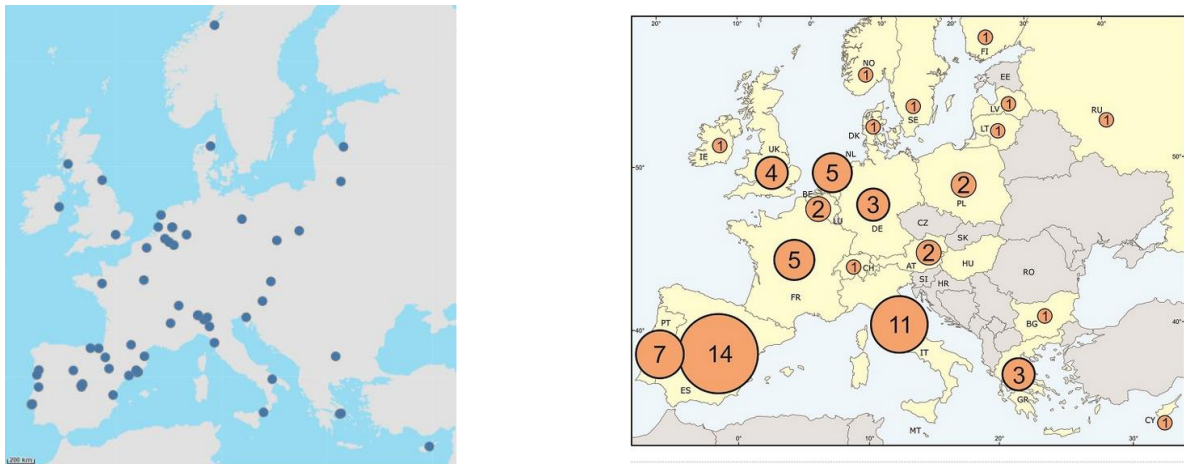 200 km
20°
10°
0°
10°
20°
30°
40°
1
FI
NO
1
EE
1
SE
LV
1
RU
1
DK
1
LT
1
IE
1
UK
NL
50°
50°
4
5
2
PL
BE
2
LU
3
DE
CZ
SK
5
FR
1
CH
2
AT
HU
SI
HR
RO
BG
1
40°
40°
PT
7
14
ES
11
IT
3
GR
CY
1
MT
0°
10°
20°
30°